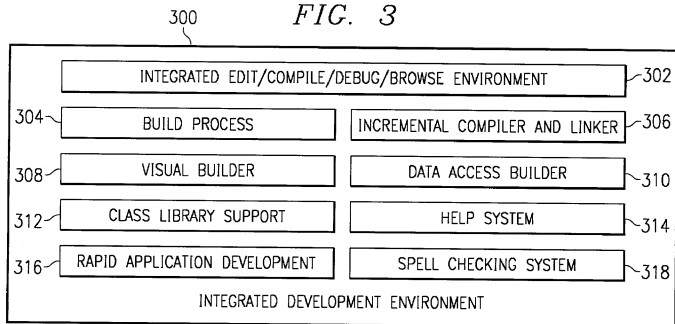 FIG. 3
300
INTEGRATED EDIT/COMPILE/DEBUG/BROWSE ENVIRONMENT 302
304 BUILD PROCESS INCREMENTAL COMPILER AND LINKER 306
308 VISUAL BUILDER DATA ACCESS BUILDER 310
312 CLASS LIBRARY SUPPORT HELP SYSTEM 314
316 RAPID APPLICATION DEVELOPMENT SPELL CHECKING SYSTEM 318
INTEGRATED DEVELOPMENT ENVIRONMENT